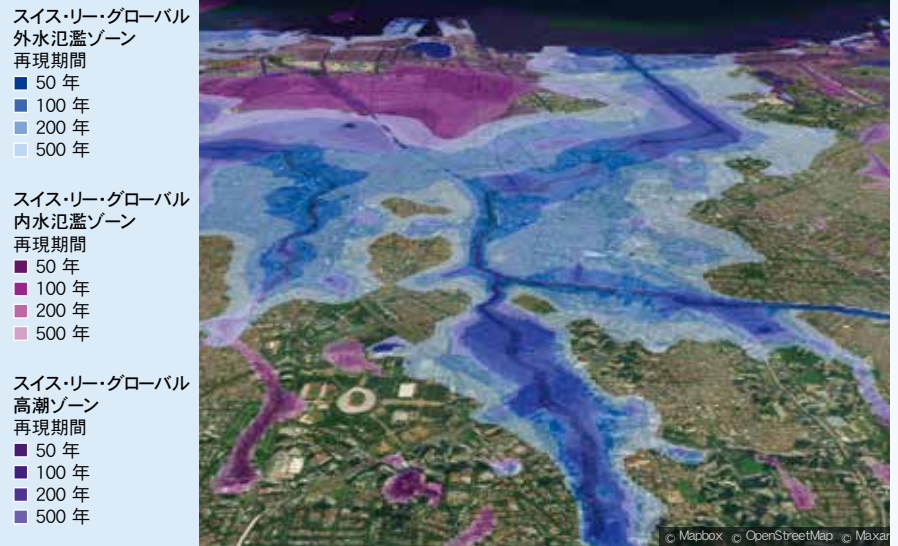 スイス・リー・グローバル
外水氾濫ゾーン
再現期間
50 年
100 年
200 年
500 年
スイス・リー・グローバル
内水氾濫ゾーン
再現期間
50 年
100 年
200 年
500 年
スイス・リー・グローバル
高潮ゾーン
再現期間
50 年
100 年
200 年
500 年
© Mapbox © OpenStreetMap © Maxar